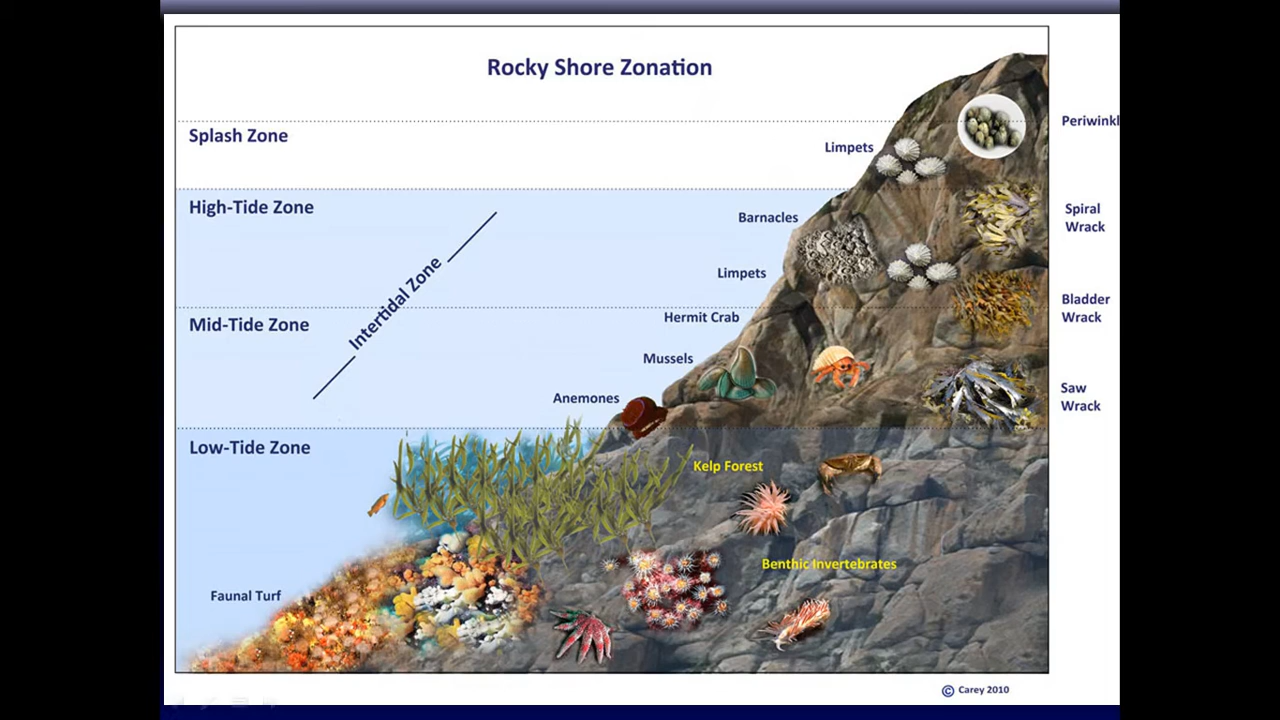 Rocky Shore Zonation
Splash Zone
Periwinkl
Limpets
High-Tide Zone
Barnacles
Spiral
Wrack
Limpets
Intertidal Zone
Mid-Tide Zone
Hermit Crab
Bladder
Wrack
Mussels
Anemones
Saw
Wrack
Low-Tide Zone
Kelp Forest
Benthic Invertebrates
Faunal Turf
© Carey 2010